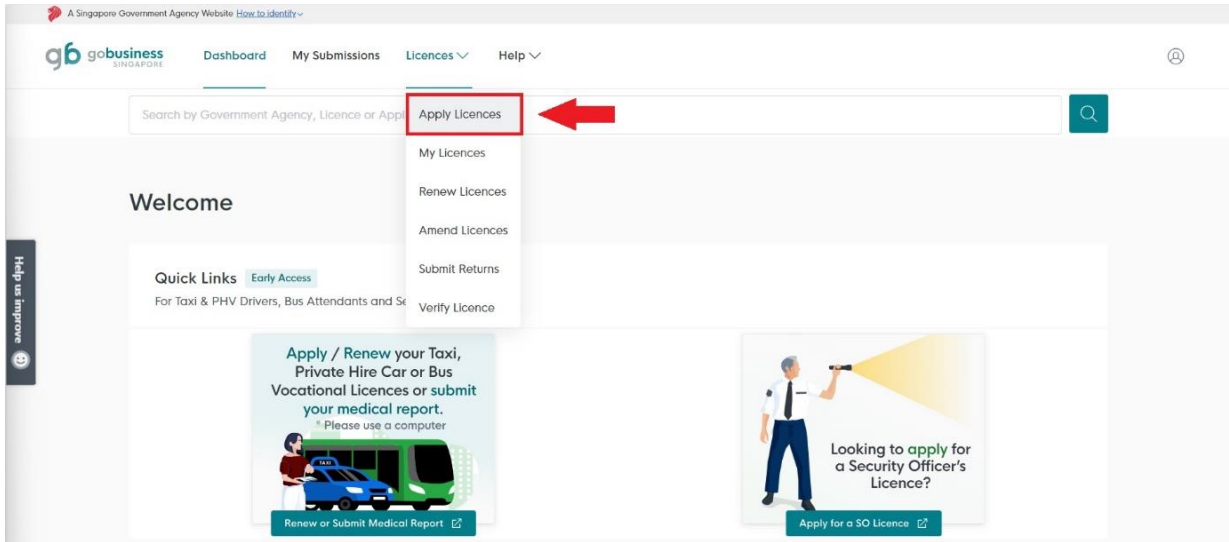 A Singapore Government Agency Website How to identify
gobusiness
SINGAPORE
Dashboard My Submissions Licences Help
Search by Government Agency, Licence or Appl
Apply Licences
My Licences
Renew Licences
Amend Licences
Submit Returns
Verify Licence
Welcome
Quick Links Early Access
For Taxi & PHV Drivers, Bus Attendants and Se
Help us improve
Apply / Renew your Taxi,
Private Hire Car or Bus
Vocational Licences or submit
your medical report.
* Please use a computer
TAXI
Renew or Submit Medical Report
Looking to apply for
a Security Officer's
Licence?
Apply for a SO Licence